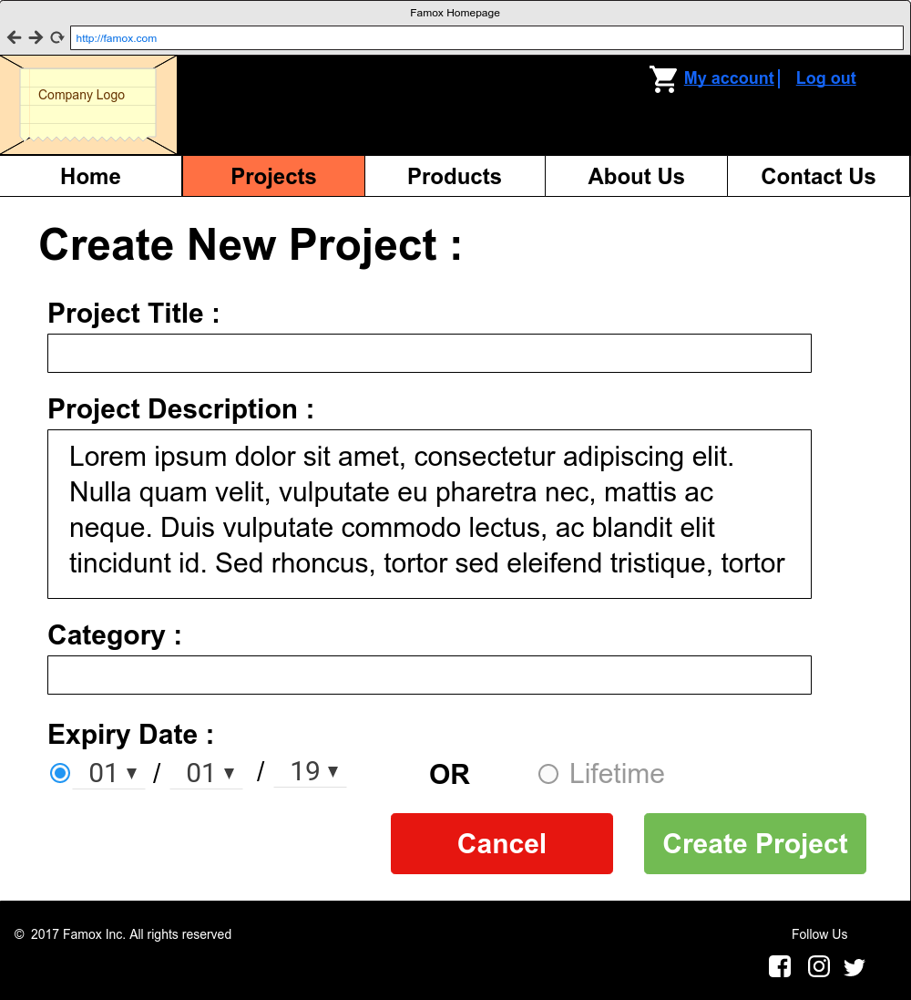 Famox Homepage
http://famox.com
Company Logo
My account | Log out
Home Projects Products About Us Contact Us
Create New Project :
Project Title :
Project Description :
Lorem ipsum dolor sit amet, consectetur adipiscing elit.
Nulla quam velit, vulputate eu pharetra nec, mattis ac
neque. Duis vulputate commodo lectus, ac blandit elit
tincidunt id. Sed rhoncus, tortor sed eleifend tristique, tortor
Category :
Expiry Date :
01 ▼ / 01 ▼ / 19 ▼ OR Lifetime
Cancel Create Project
© 2017 Famox Inc. All rights reserved Follow Us